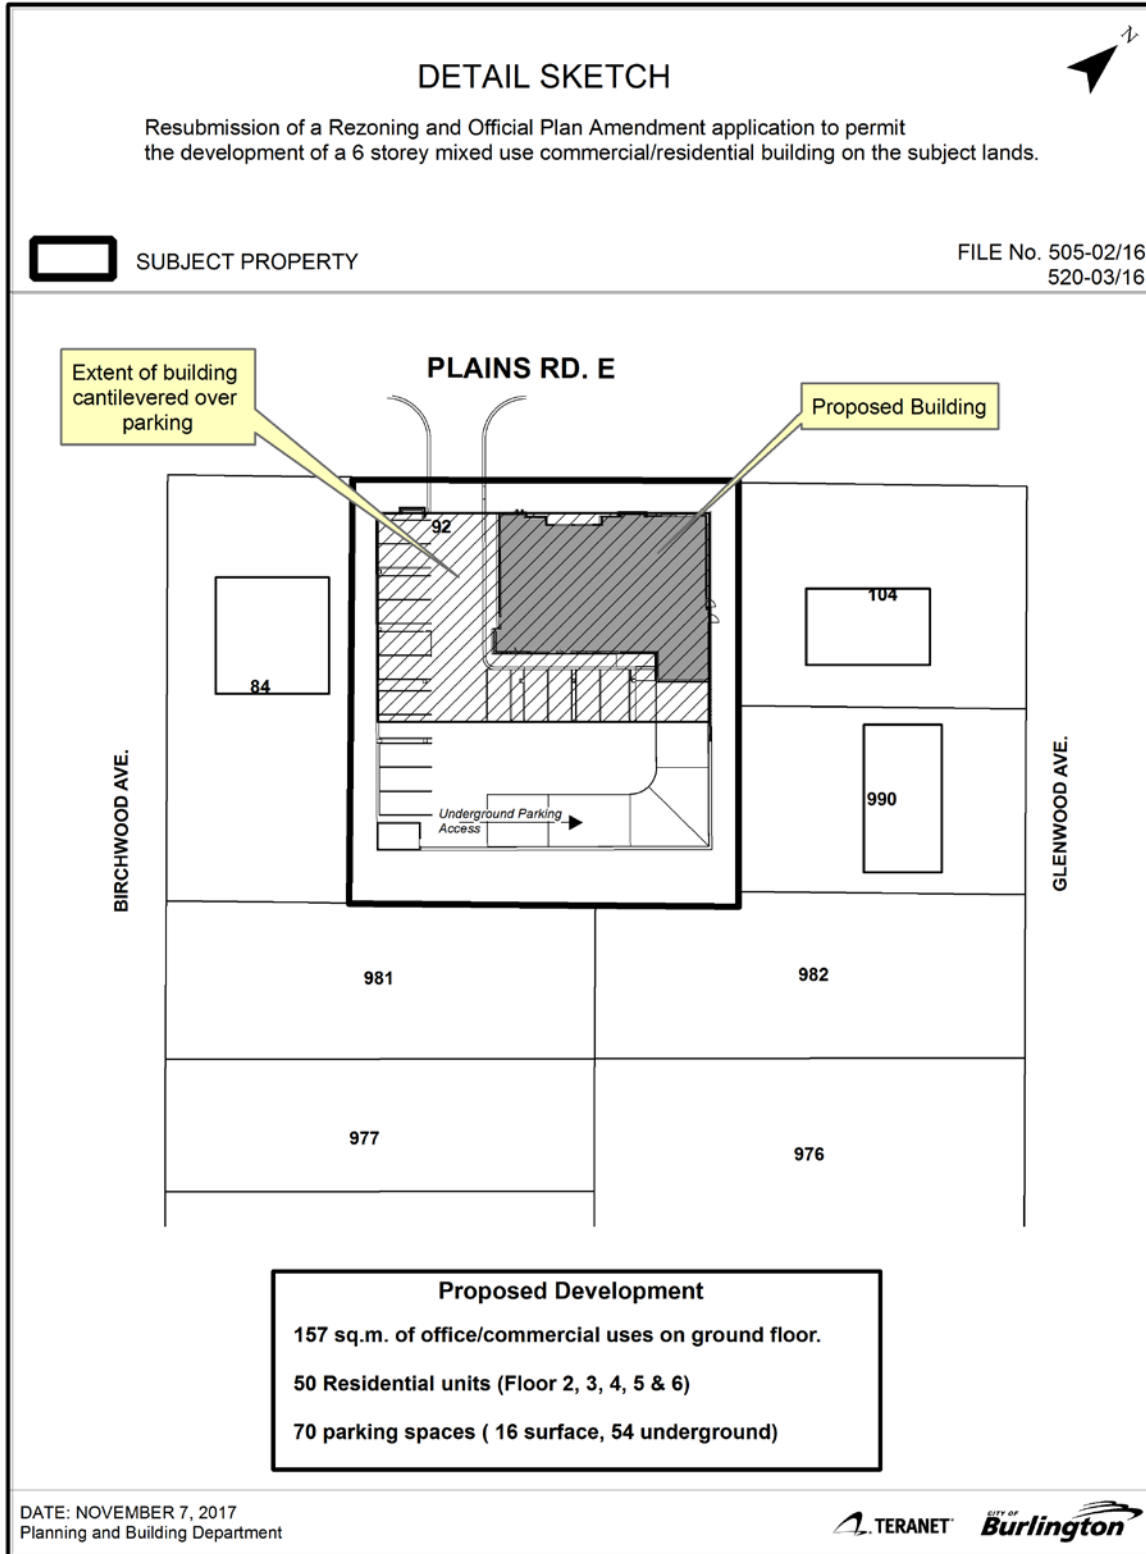 N
DETAIL SKETCH
Resubmission of a Rezoning and Official Plan Amendment application to permit
the development of a 6 storey mixed use commercial/residential building on the subject lands.
SUBJECT PROPERTY
FILE No. 505-02/16
520-03/16
PLAINS RD. E
Extent of building
cantilevered over
parking
Proposed Building
92
104
84
990
BIRCHWOOD AVE.
GLENWOOD AVE.
Underground Parking
Access
981
982
977
976
Proposed Development
157 sq.m. of office/commercial uses on ground floor.
50 Residential units (Floor 2, 3, 4, 5 & 6)
70 parking spaces ( 16 surface, 54 underground)
DATE: NOVEMBER 7, 2017
Planning and Building Department
TERANET
CITY OF
Burlington